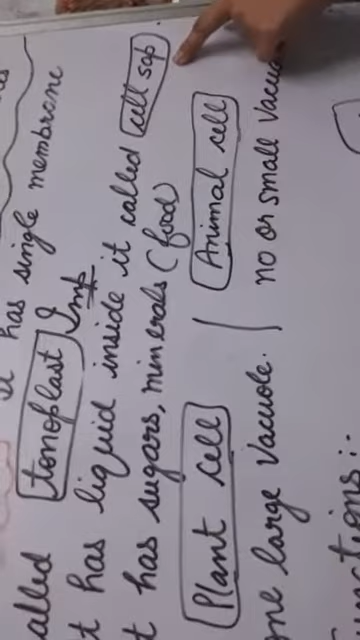 It has single membrane
called tonoplast Imp
It has liquid inside it called cell sap.
It has sugars, minerals (food)
Plant cell | Animal cell
one large Vacuole. no or small Vacuo
Functions :-